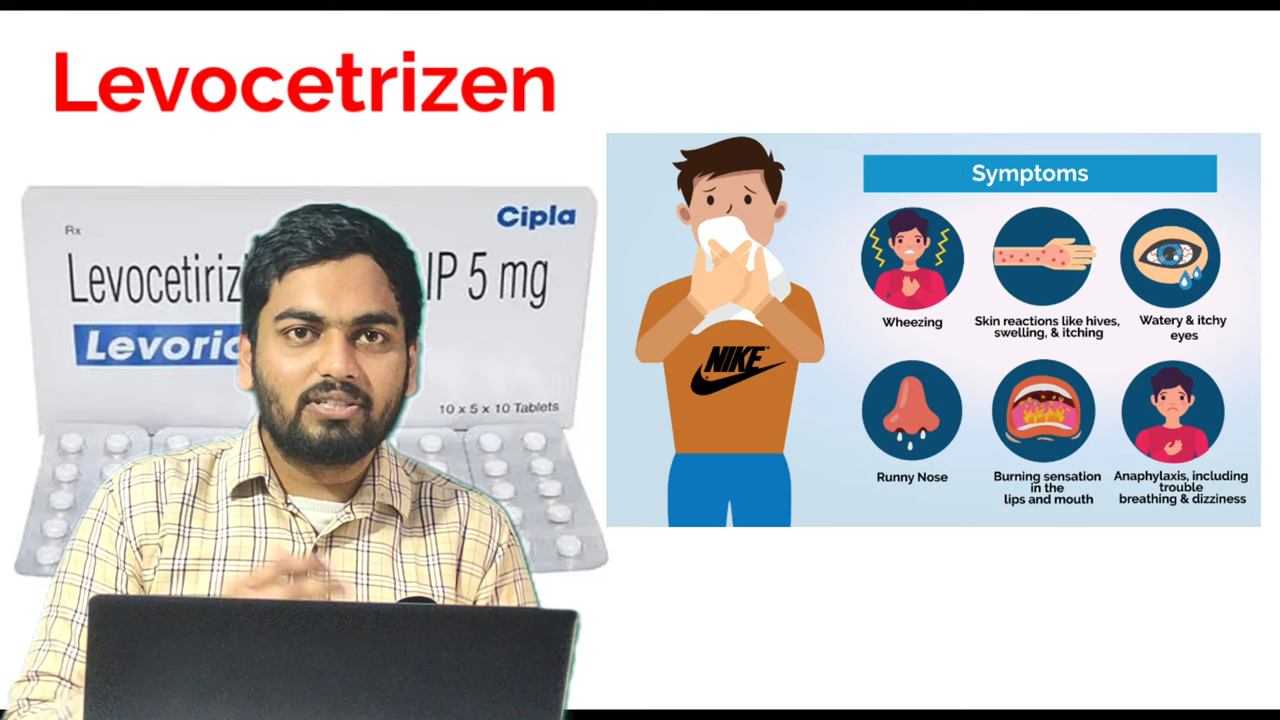 Levocetrizen
Cipla
Rx
Levocetiriz IP 5 mg
Levoric
10 x 5 x 10 Tablets
NIKE
Symptoms
Wheezing
Skin reactions like hives,
swelling, & itching
Watery & itchy
eyes
Runny Nose
Burning sensation
in the
lips and mouth
Anaphylaxis, including
trouble
breathing & dizziness